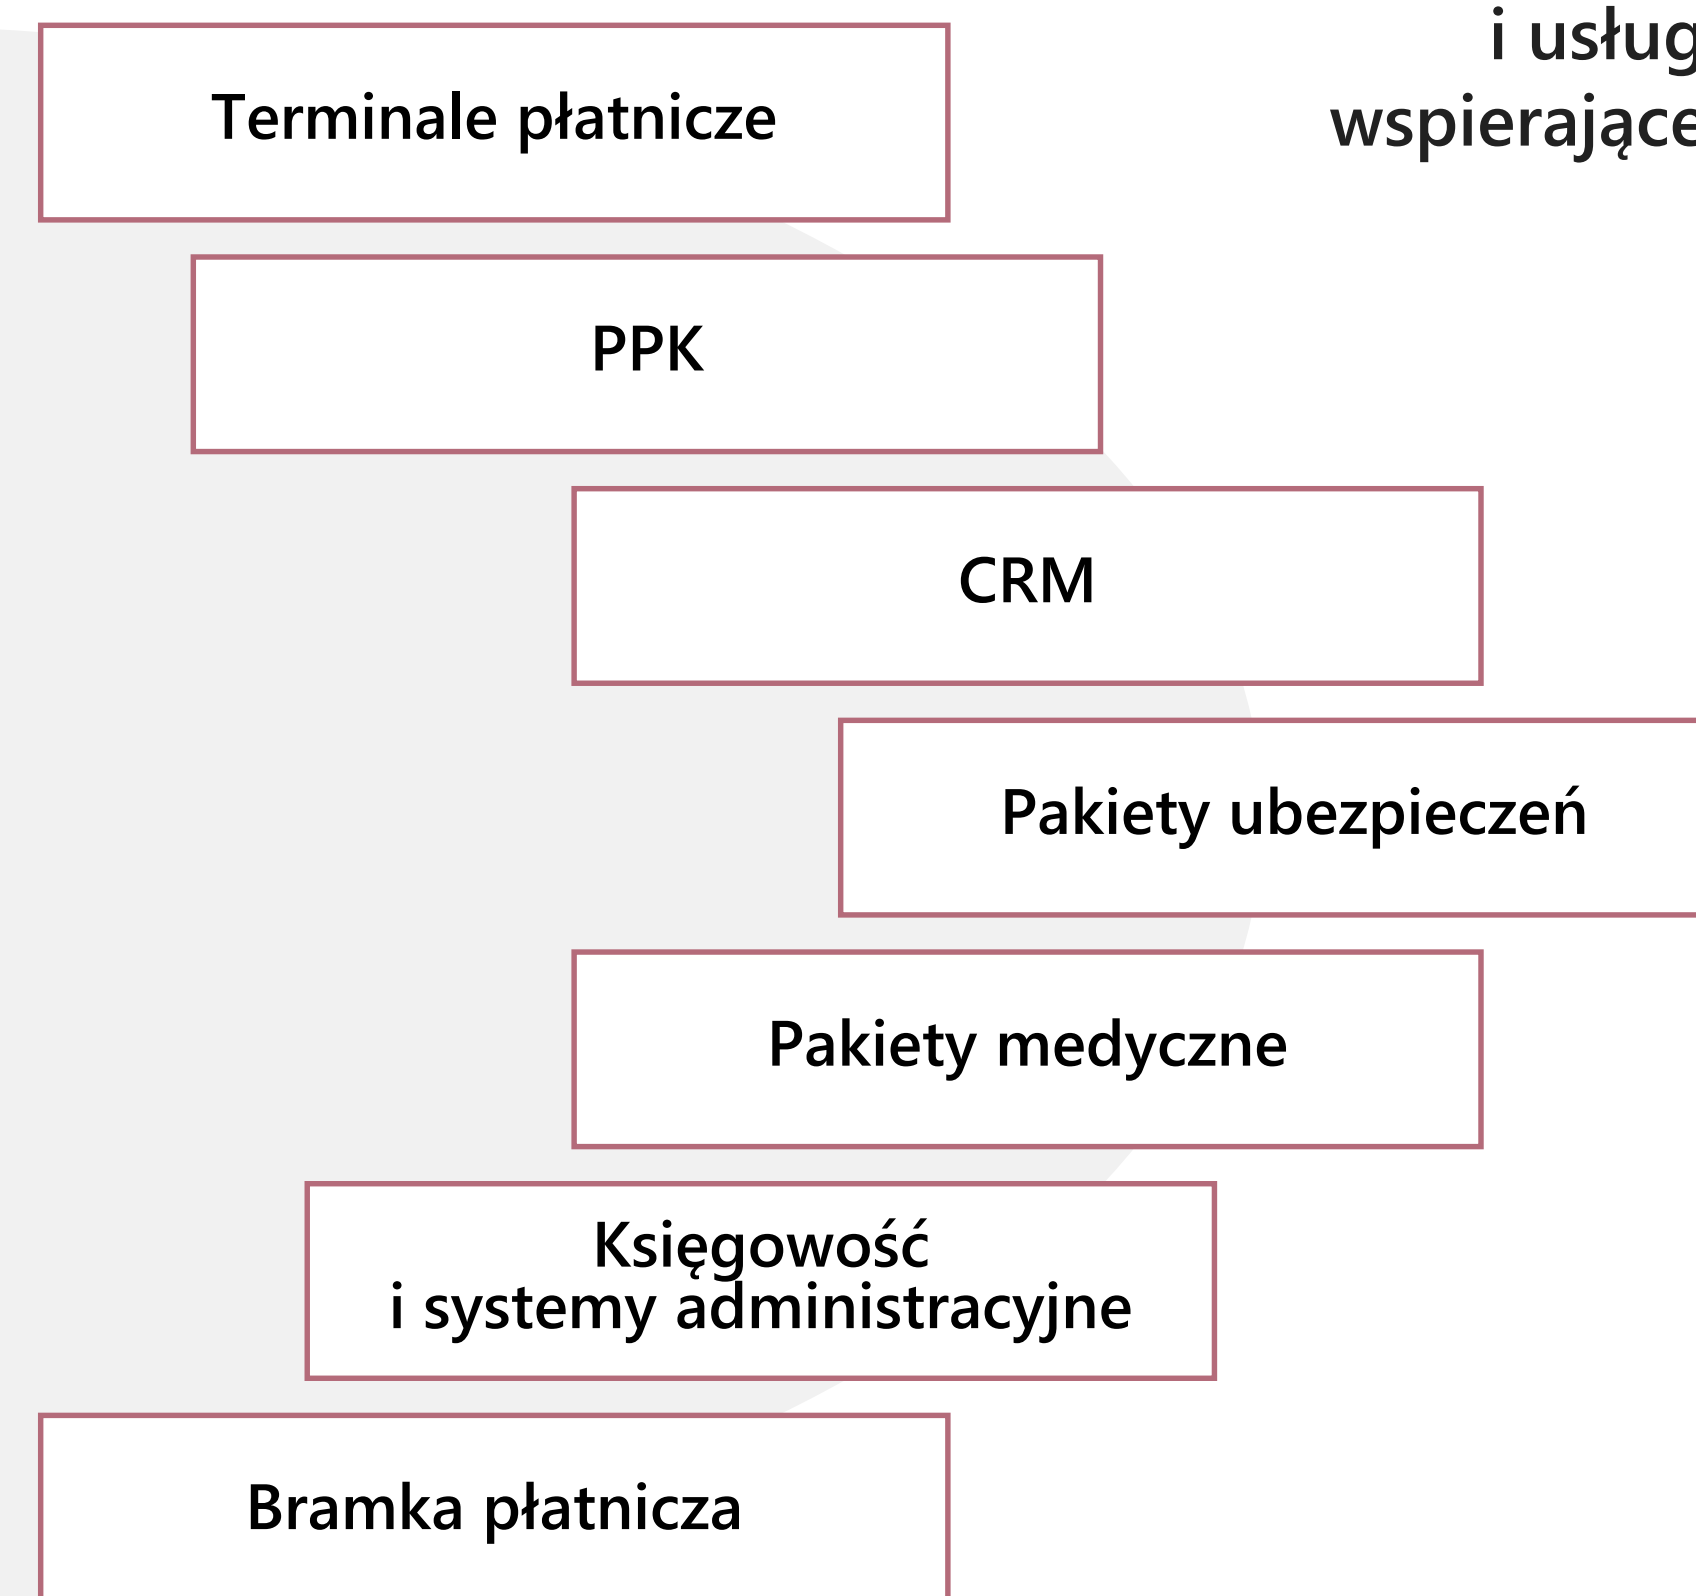 i usług
wspierające
Terminale płatnicze
PPK
CRM
Pakiety ubezpieczeń
Pakiety medyczne
Księgowość
i systemy administracyjne
Bramka płatnicza